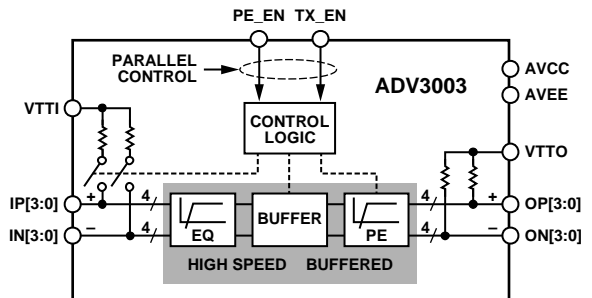 PE_EN TX_EN
PARALLEL
CONTROL
ADV3003
AVCC
AVEE
VTTI
CONTROL
LOGIC
VTTO
IP[3:0]
+
4
4
+
OP[3:0]
BUFFER
IN[3:0]
–
4
EQ
PE
4
–
ON[3:0]
HIGH SPEED BUFFERED